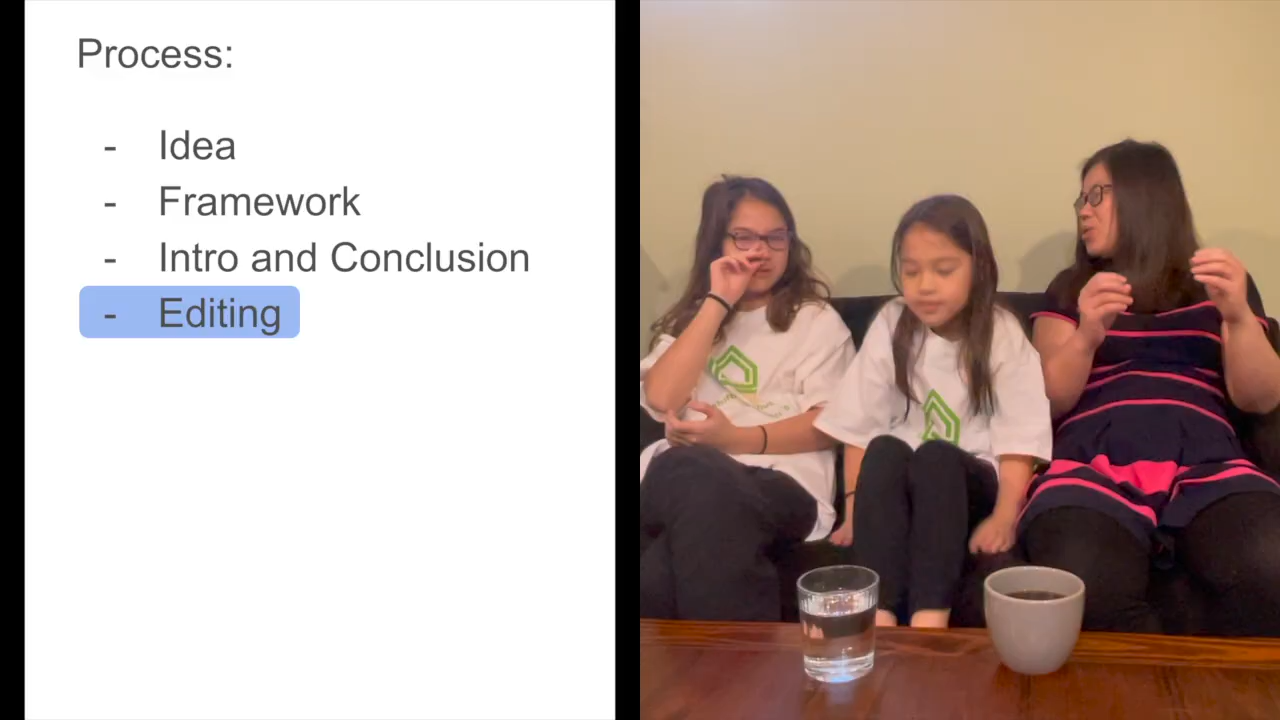 Process:
- Idea
- Framework
- Intro and Conclusion
- Editing